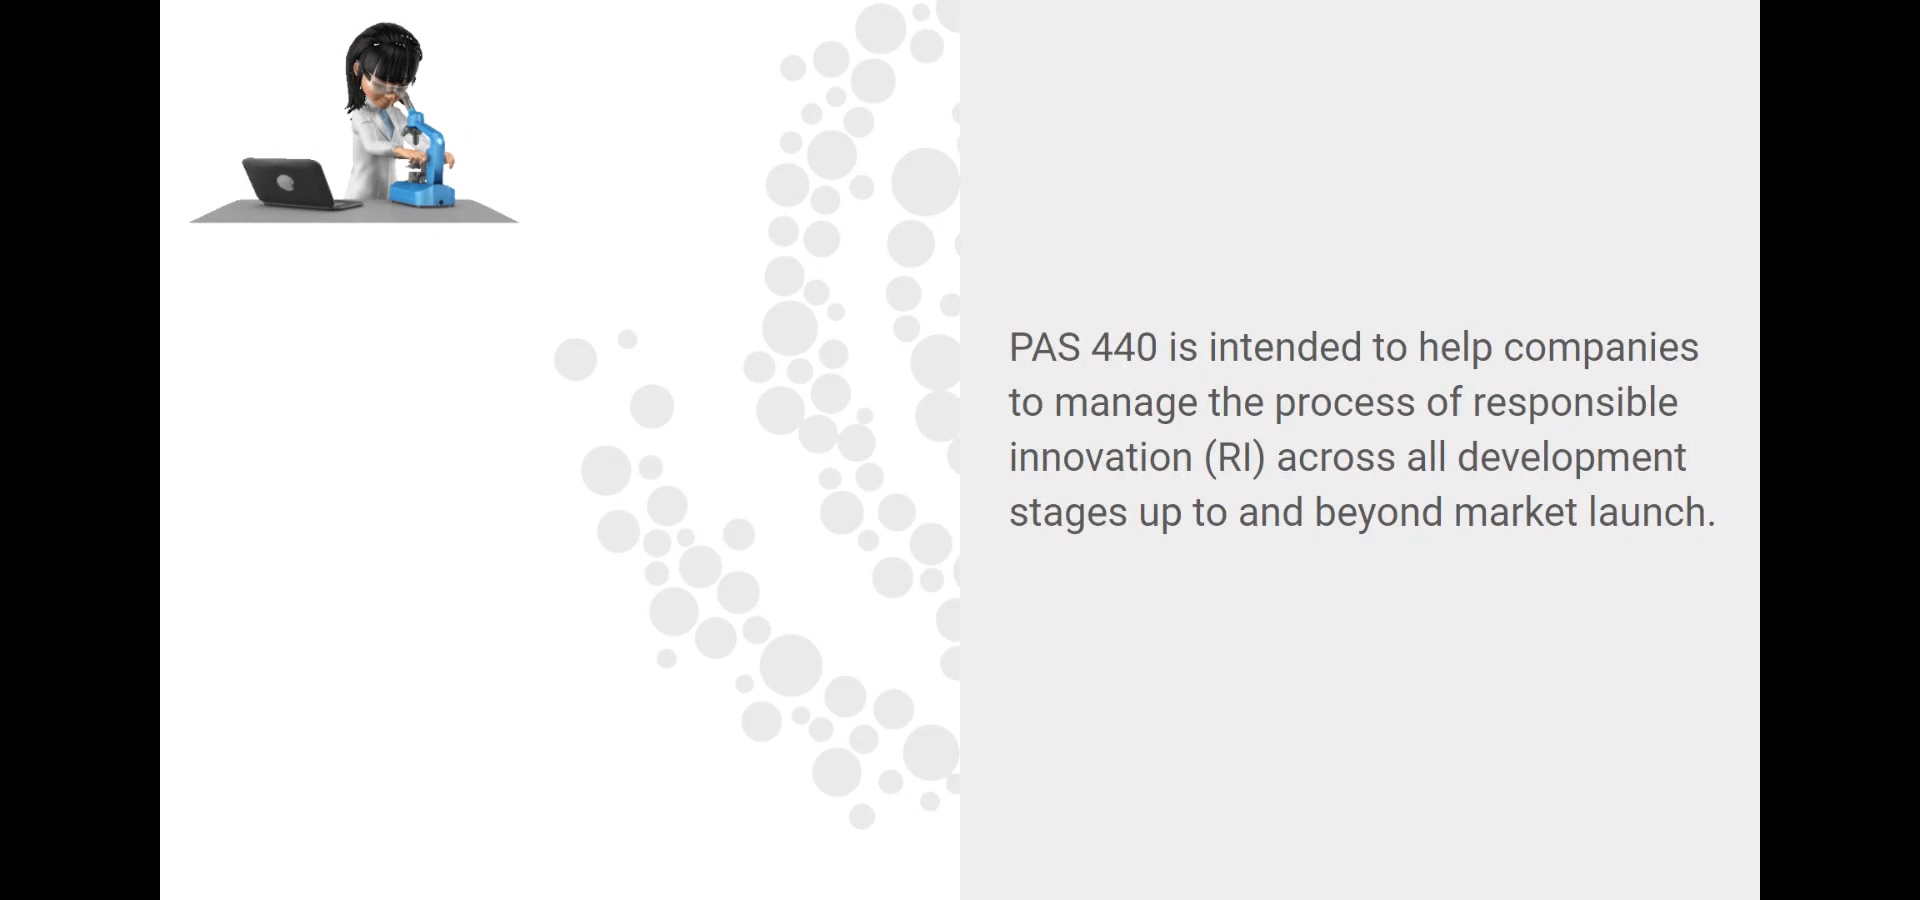 PAS 440 is intended to help companies
to manage the process of responsible
innovation (RI) across all development
stages up to and beyond market launch.